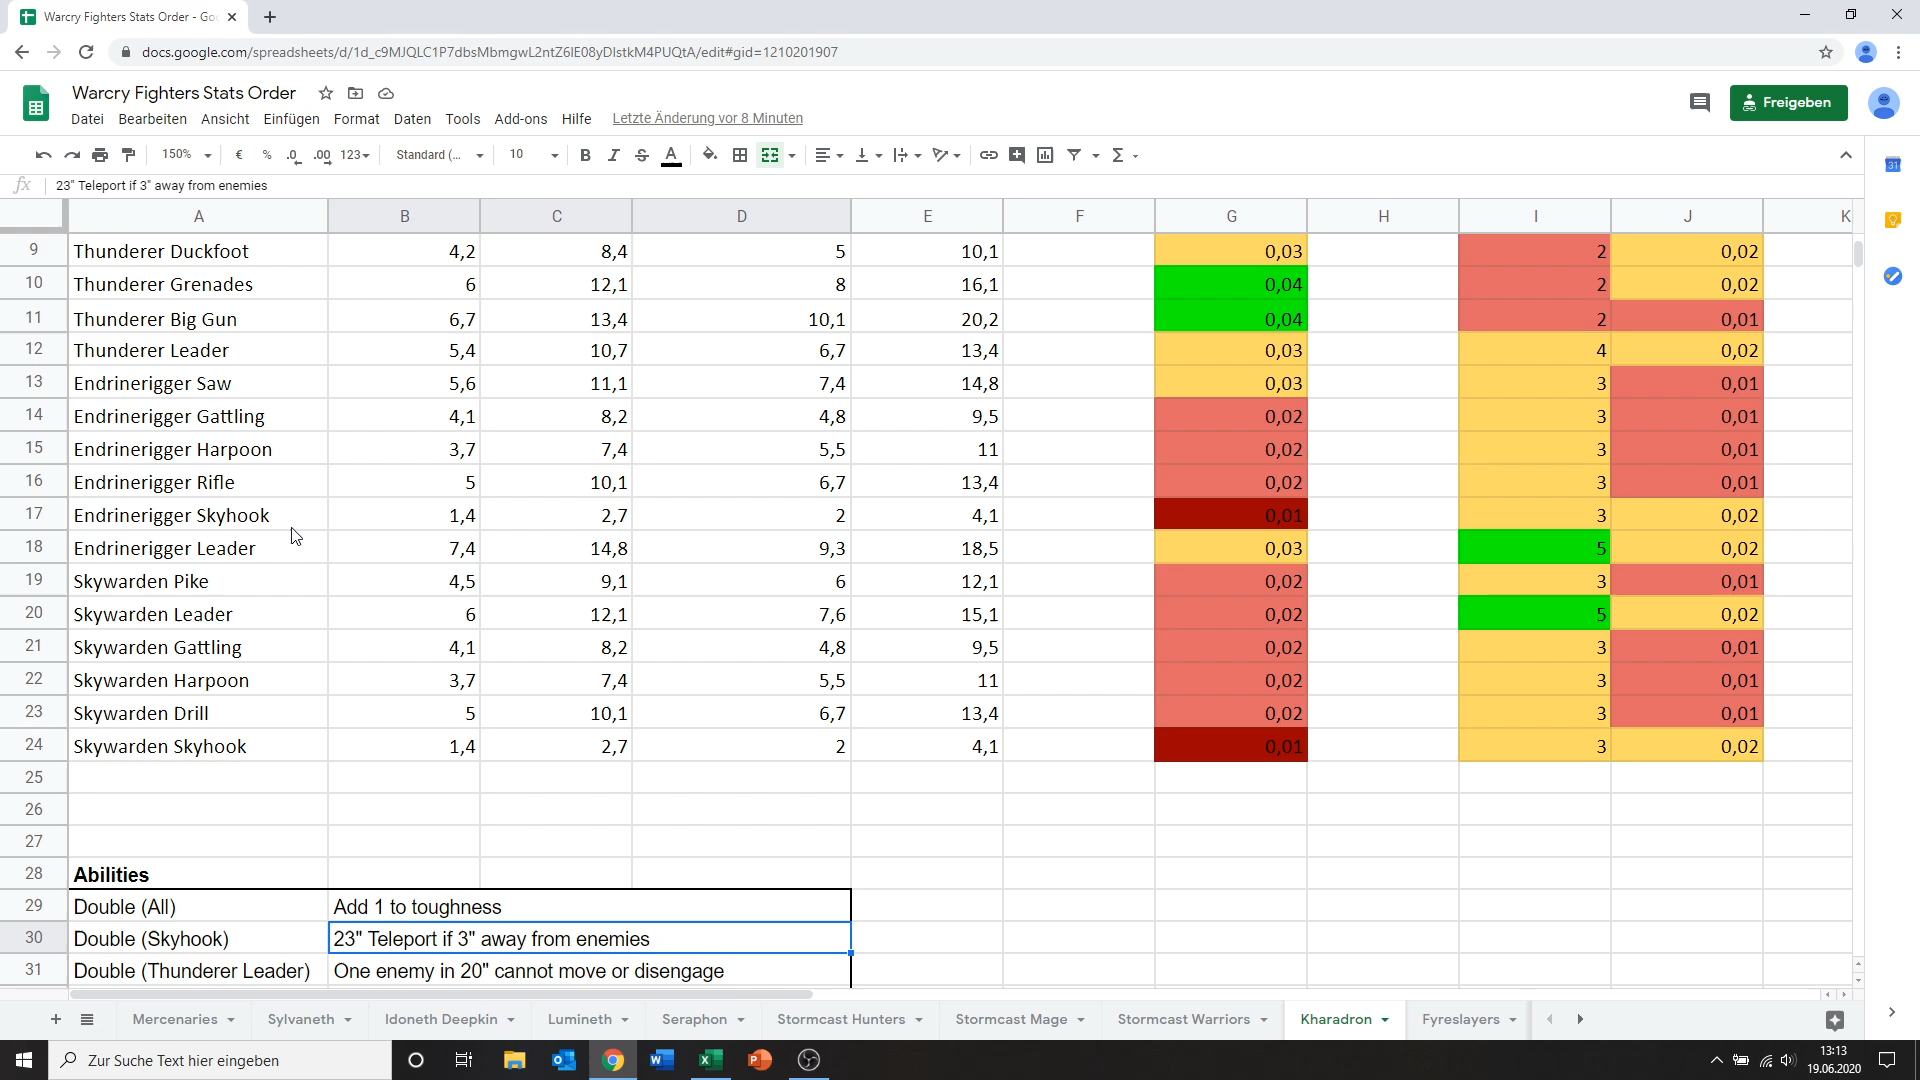 Warcry Fighters Stats Order - Goo
docs.google.com/spreadsheets/d/1d_c9MJQLC1P7dbsMbmgwL2ntZ6IE08yDIstkM4PUQtA/edit#gid=1210201907
Warcry Fighters Stats Order
Freigeben
Datei Bearbeiten Ansicht Einfügen Format Daten Tools Add-ons Hilfe Letzte Änderung vor 8 Minuten
150% € % .0 .00 123 Standard (... 10 B I S A Σ
31
fx 23" Teleport if 3" away from enemies
A B C D E F G H I J K
9 Thunderer Duckfoot 4,2 8,4 5 10,1 0,03 2 0,02
10 Thunderer Grenades 6 12,1 8 16,1 0,04 2 0,02
11 Thunderer Big Gun 6,7 13,4 10,1 20,2 0,04 2 0,01
12 Thunderer Leader 5,4 10,7 6,7 13,4 0,03 4 0,02
13 Endrinerigger Saw 5,6 11,1 7,4 14,8 0,03 3 0,01
14 Endrinerigger Gattling 4,1 8,2 4,8 9,5 0,02 3 0,01
15 Endrinerigger Harpoon 3,7 7,4 5,5 11 0,02 3 0,01
16 Endrinerigger Rifle 5 10,1 6,7 13,4 0,02 3 0,01
17 Endrinerigger Skyhook 1,4 2,7 2 4,1 0,01 3 0,02
18 Endrinerigger Leader 7,4 14,8 9,3 18,5 0,03 5 0,02
19 Skywarden Pike 4,5 9,1 6 12,1 0,02 3 0,01
20 Skywarden Leader 6 12,1 7,6 15,1 0,02 5 0,02
21 Skywarden Gattling 4,1 8,2 4,8 9,5 0,02 3 0,01
22 Skywarden Harpoon 3,7 7,4 5,5 11 0,02 3 0,01
23 Skywarden Drill 5 10,1 6,7 13,4 0,02 3 0,01
24 Skywarden Skyhook 1,4 2,7 2 4,1 0,01 3 0,02
25
26
27
28 Abilities
29 Double (All) Add 1 to toughness
30 Double (Skyhook) 23" Teleport if 3" away from enemies
31 Double (Thunderer Leader) One enemy in 20" cannot move or disengage
Mercenaries Sylvaneth Idoneth Deepkin Lumineth Seraphon Stormcast Hunters Stormcast Mage Stormcast Warriors Kharadron Fyreslayers
Zur Suche Text hier eingeben
13:13
19.06.2020